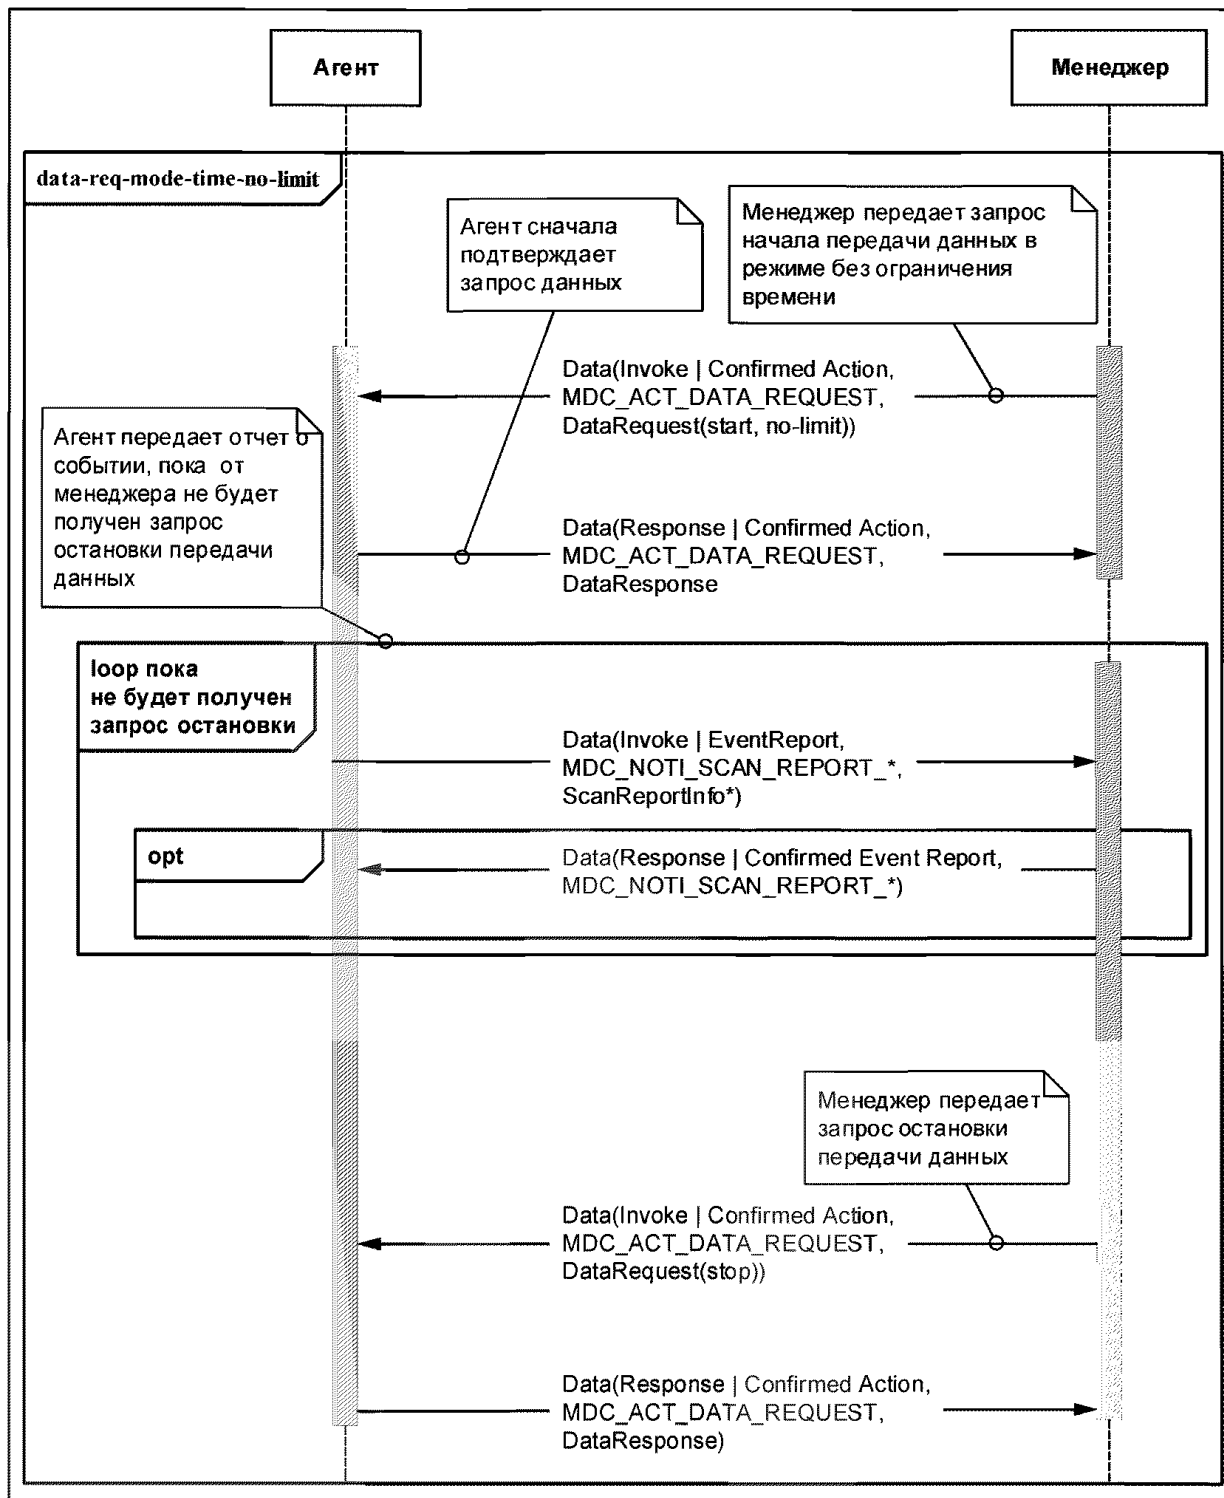 Агент
Менеджер
data-req-mode-time-no-limit
Агент сначала
подтверждает
запрос данных
Менеджер передает запрос
начала передачи данных в
режиме без ограничения
времени
Data(Invoke | Confirmed Action,
MDC_ACT_DATA_REQUEST,
DataRequest(start, no-limit))
Агент передает отчет о
событии, пока от
менеджера не будет
получен запрос
остановки передачи
данных
Data(Response | Confirmed Action,
MDC_ACT_DATA_REQUEST,
DataResponse
loop пока
не будет получен
запрос остановки
Data(Invoke | EventReport,
MDC_NOTI_SCAN_REPORT_*,
ScanReportInfo*)
opt
Data(Response | Confirmed Event Report,
MDC_NOTI_SCAN_REPORT_*)
Менеджер передает
запрос остановки
передачи данных
Data(Invoke | Confirmed Action,
MDC_ACT_DATA_REQUEST,
DataRequest(stop))
Data(Response | Confirmed Action,
MDC_ACT_DATA_REQUEST,
DataResponse)